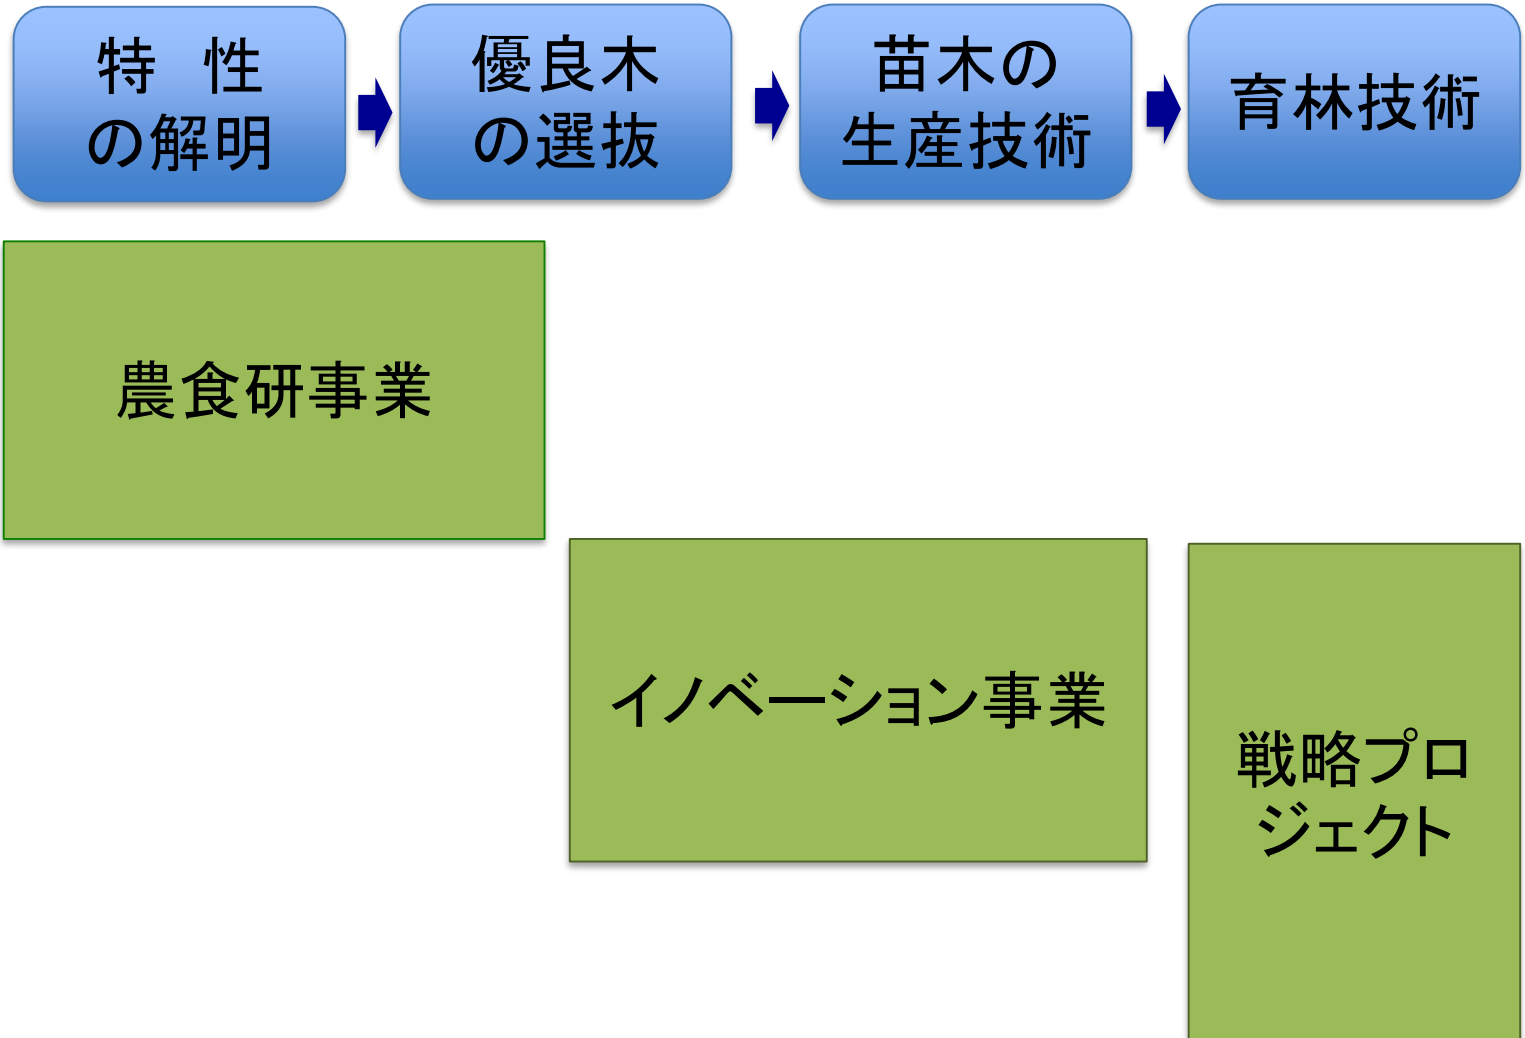 特　性
の解明
優良木
の選抜
苗木の
生産技術
育林技術
農食研事業
イノベーション事業
戦略プロ
ジェクト